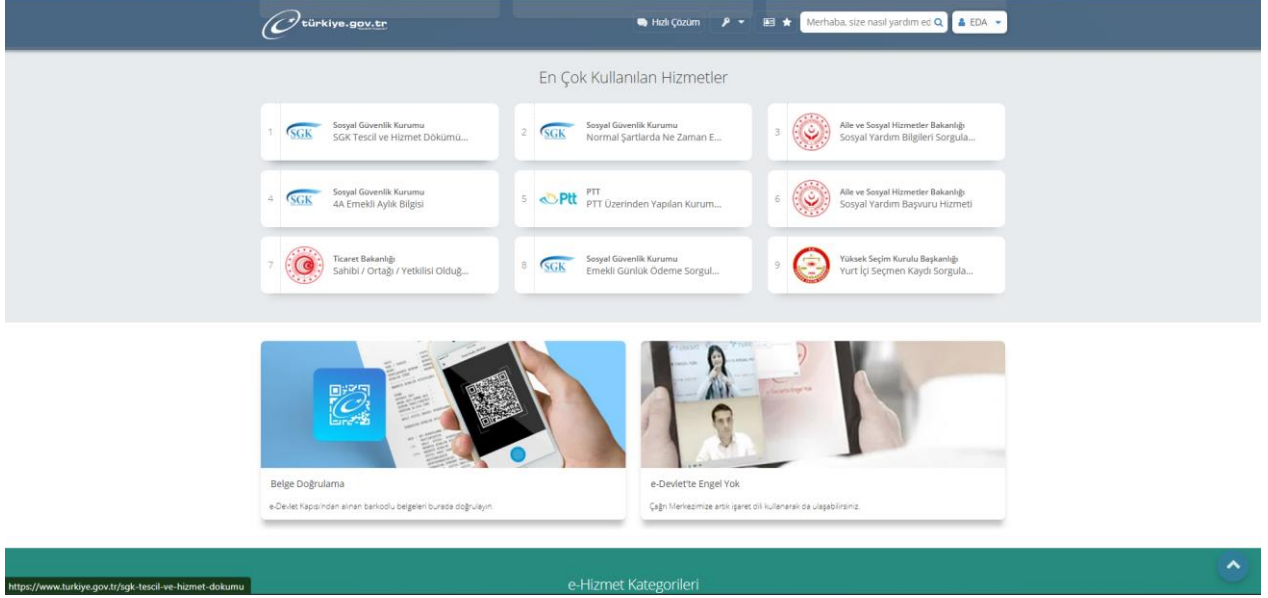 türkiye.gov.tr
Hızlı Çözüm
Merhaba, size nasıl yardım ed
EDA
En Çok Kullanılan Hizmetler
1
SGK
Sosyal Güvenlik Kurumu
SGK Tescil ve Hizmet Dökümü...
2
SGK
Sosyal Güvenlik Kurumu
Normal Şartlarda Ne Zaman E...
3
Aile ve Sosyal Hizmetler Bakanlığı
Sosyal Yardım Bilgileri Sorgula...
4
SGK
Sosyal Güvenlik Kurumu
4A Emekli Aylık Bilgisi
5
Ptt
PTT
PTT Üzerinden Yapılan Kurum...
6
Aile ve Sosyal Hizmetler Bakanlığı
Sosyal Yardım Başvuru Hizmeti
7
Ticaret Bakanlığı
Sahibi / Ortağı / Yetkilisi Olduğ...
8
SGK
Sosyal Güvenlik Kurumu
Emekli Günlük Ödeme Sorgul...
9
Yüksek Seçim Kurulu Başkanlığı
Yurt İçi Seçmen Kaydı Sorgula...
Belge Doğrulama
e-Devlet Kapısı'ndan alınan barkodlu belgeleri burada doğrulayın.
e-Devlet'te Engel Yok
Çağrı Merkezimize artık işaret dili kullanarak da ulaşabilirsiniz.
e-Hizmet Kategorileri
https://www.turkiye.gov.tr/sgk-tescil-ve-hizmet-dokumu